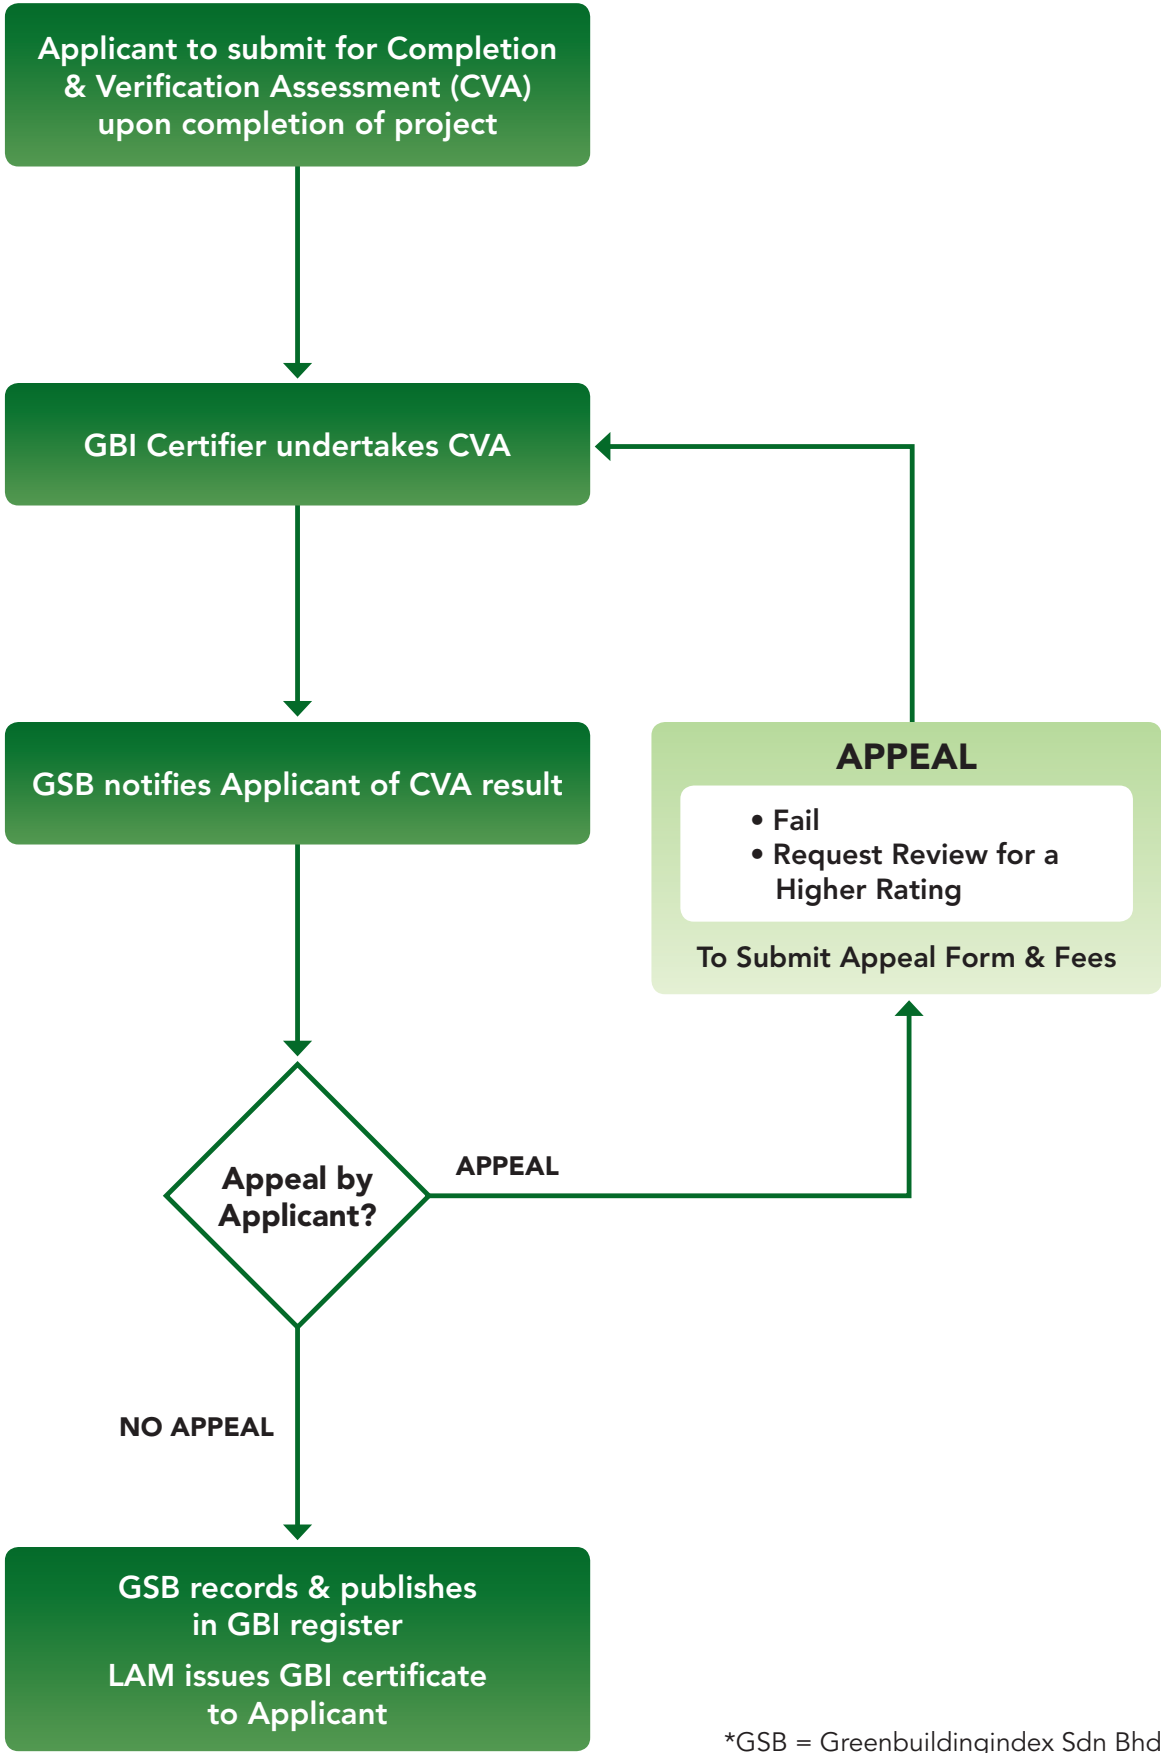 Applicant to submit for Completion
& Verification Assessment (CVA)
upon completion of project
GBI Certifier undertakes CVA
GSB notifies Applicant of CVA result
APPEAL
• Fail
• Request Review for a
Higher Rating
To Submit Appeal Form & Fees
Appeal by
Applicant?
APPEAL
NO APPEAL
GSB records & publishes
in GBI register
LAM issues GBI certificate
to Applicant
*GSB = Greenbuildingindex Sdn Bhd